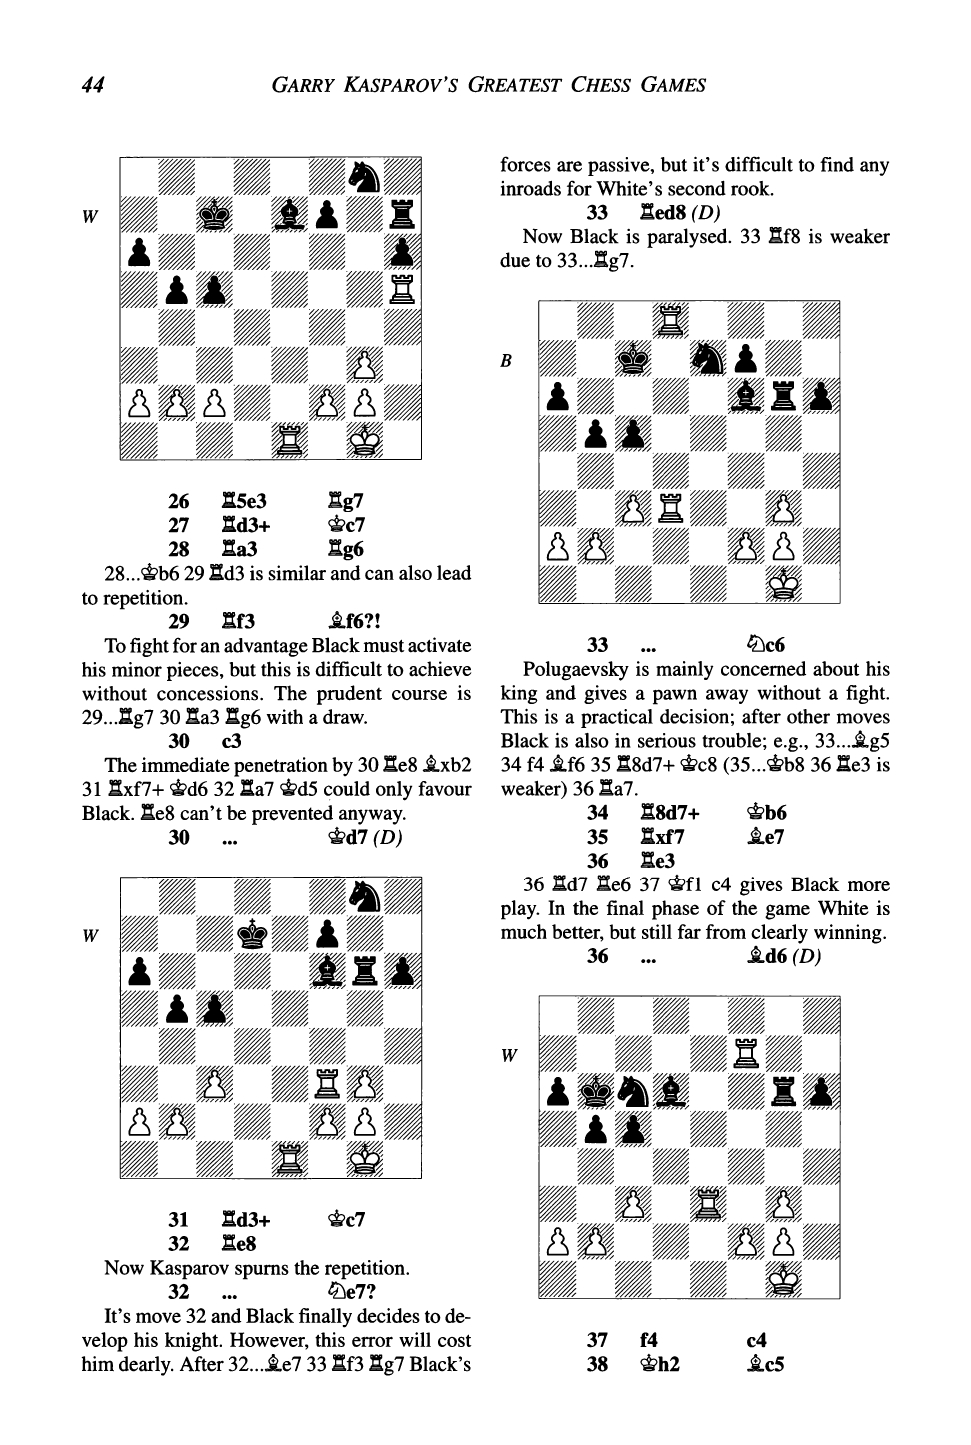 44
GARRY KASPAROV'S GREATEST CHESS GAMES
W
26 ♖5e3 ♖g7
27 ♖d3+ ♔c7
28 ♖a3 ♖g6
28...♔b6 29 ♖d3 is similar and can also lead
to repetition.
29 ♖f3 ♗f6?!
To fight for an advantage Black must activate
his minor pieces, but this is difficult to achieve
without concessions. The prudent course is
29...♖g7 30 ♖a3 ♖g6 with a draw.
30 c3
The immediate penetration by 30 ♖e8 ♗xb2
31 ♖xf7+ ♔d6 32 ♖a7 ♔d5 could only favour
Black. ♖e8 can't be prevented anyway.
30 ... ♔d7 (D)
W
31 ♖d3+ ♔c7
32 ♖e8
Now Kasparov spurns the repetition.
32 ... ♘e7?
It's move 32 and Black finally decides to de-
velop his knight. However, this error will cost
him dearly. After 32...♗e7 33 ♖f3 ♖g7 Black's
forces are passive, but it's difficult to find any
inroads for White's second rook.
33 ♖ed8 (D)
Now Black is paralysed. 33 ♖f8 is weaker
due to 33...♖g7.
B
33 ... ♘c6
Polugaevsky is mainly concerned about his
king and gives a pawn away without a fight.
This is a practical decision; after other moves
Black is also in serious trouble; e.g., 33...♗g5
34 f4 ♗f6 35 ♖8d7+ ♔c8 (35...♔b8 36 ♖e3 is
weaker) 36 ♖a7.
34 ♖8d7+ ♔b6
35 ♖xf7 ♗e7
36 ♖e3
36 ♖d7 ♖e6 37 ♔f1 c4 gives Black more
play. In the final phase of the game White is
much better, but still far from clearly winning.
36 ... ♗d6 (D)
W
37 f4 c4
38 ♔h2 ♗c5